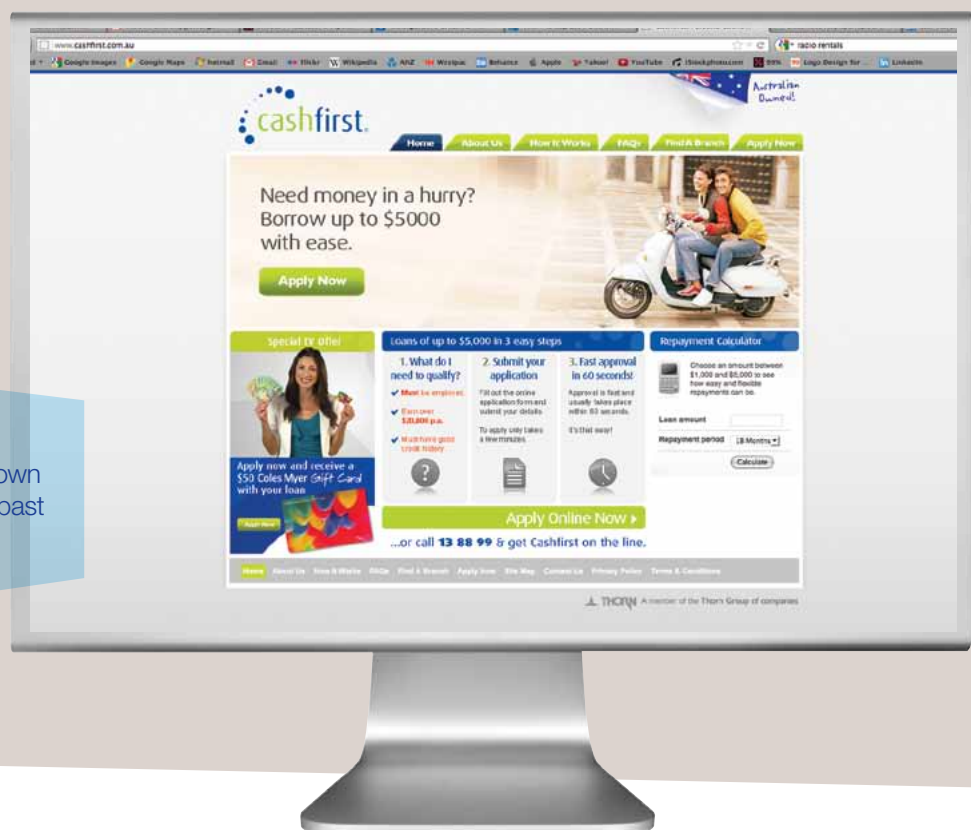 www.cashfirst.com.au
racio rentals
Google Images Google Maps Hotmail Gmail flickr Wikipedia ANZ Westpac Behance Apple Yahoo! YouTube iStockphoto.com 99% Logo Design for ... LinkedIn
Australian
Owned!
cashfirst.
Home About Us How It Works FAQs Find A Branch Apply Now
Need money in a hurry?
Borrow up to $5000
with ease.
Apply Now
Special TV Offer
Apply now and receive a
$50 Coles Myer Gift Card
with your loan
Apply Now
Loans of up to $5,000 in 3 easy steps
1. What do I
need to qualify?
Must be employed.
Earn over
p.a.
Must have good
credit history
2. Submit your
application
Fill out the online
application form and
submit your details.
To apply only takes
a few minutes.
3. Fast approval
in 60 seconds!
Approval is fast and
usually takes place
within 60 seconds.
It's that easy!
Repayment Calculator
Choose an amount between
$1,000 and $5,000 to see
how easy and flexible
repayments can be.
Loan amount
Repayment period 18 Months
Calculate
Apply Online Now
...or call 13 88 99 & get Cashfirst on the line.
Home About Us How It Works FAQs Find A Branch Apply Now Site Map Contact Us Privacy Policy Terms & Conditions
THORN A member of the Thorn Group of companies
own
past